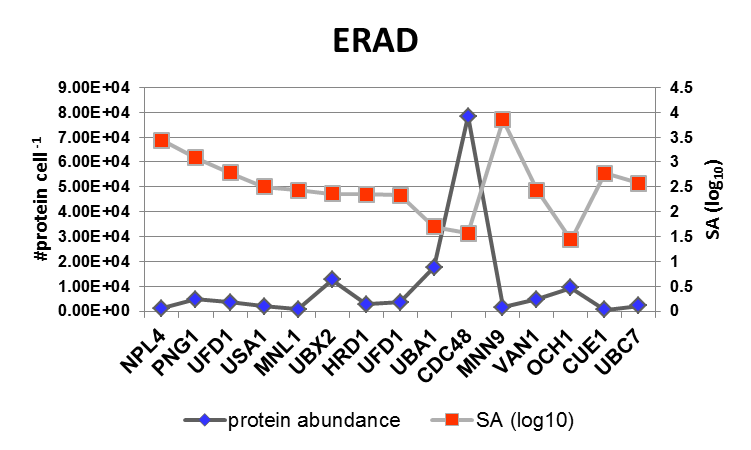 ERAD
9.00E+04
8.00E+04
7.00E+04
6.00E+04
5.00E+04
4.00E+04
3.00E+04
2.00E+04
1.00E+04
0.00E+00
#protein cell -1
4.5
4
3.5
3
2.5
2
1.5
1
0.5
0
SA (log10)
NPL4
PNG1
UFD1
USA1
MNL1
UBX2
HRD1
UFD1
UBA1
CDC48
MNN9
VAN1
OCH1
CUE1
UBC7
protein abundance
SA (log10)